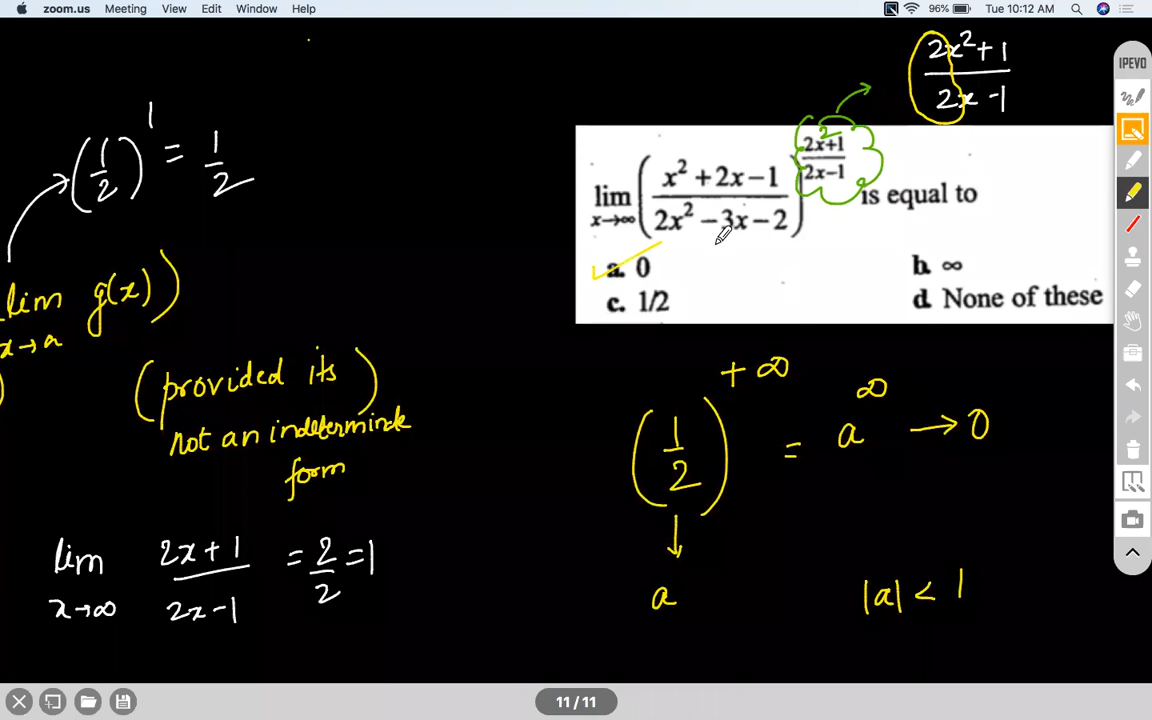 zoom.us Meeting View Edit Window Help
96% Tue 10:12 AM
IPEVO
2x²+1
2x-1
(1/2)¹ = 1/2
lim g(x))
x→a
(provided its
not an indeterminate
form)
lim 2x+1 / 2x-1 = 2/2 = 1
x→∞
lim ( x² + 2x – 1 / 2x² – 3x – 2 )
x→∞
2x+1
2
2x–1
is equal to
a. 0
b. ∞
c. 1/2
d. None of these
(1/2)
+∞
= a
∞
→ 0
↓
a
|a| < 1
11 / 11